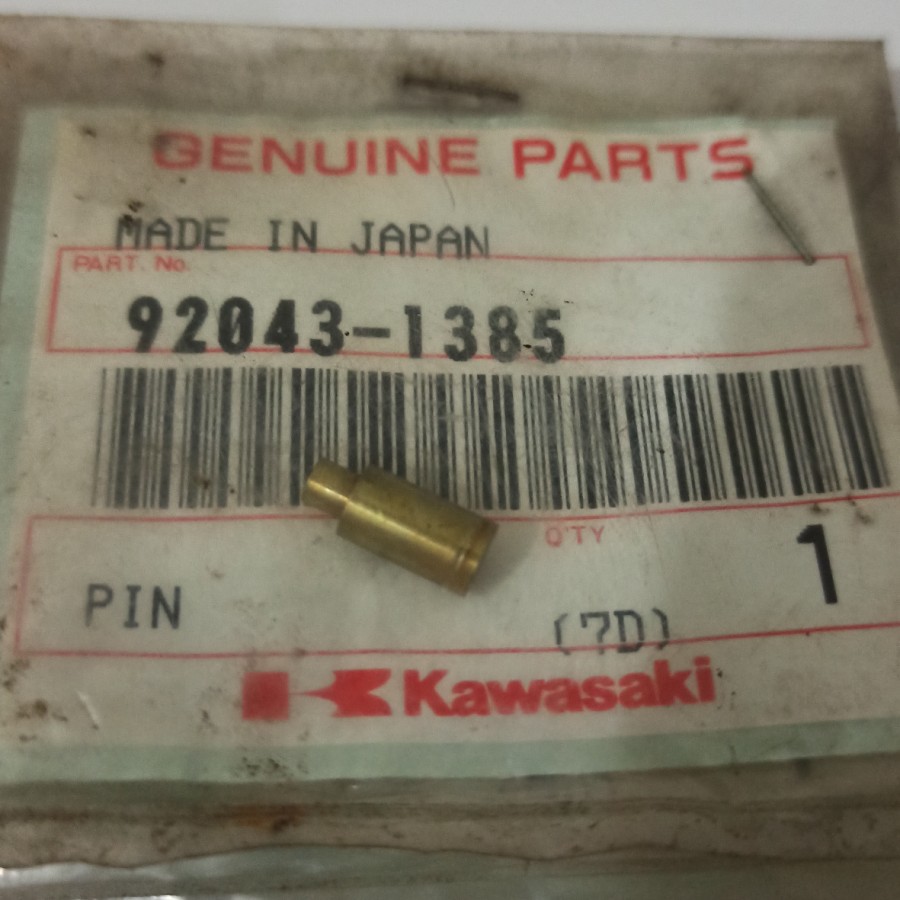 GENUINE PARTS
MADE IN JAPAN
PART. No.
92043-1385
Q'TY
1
PIN
(7D)
Kawasaki